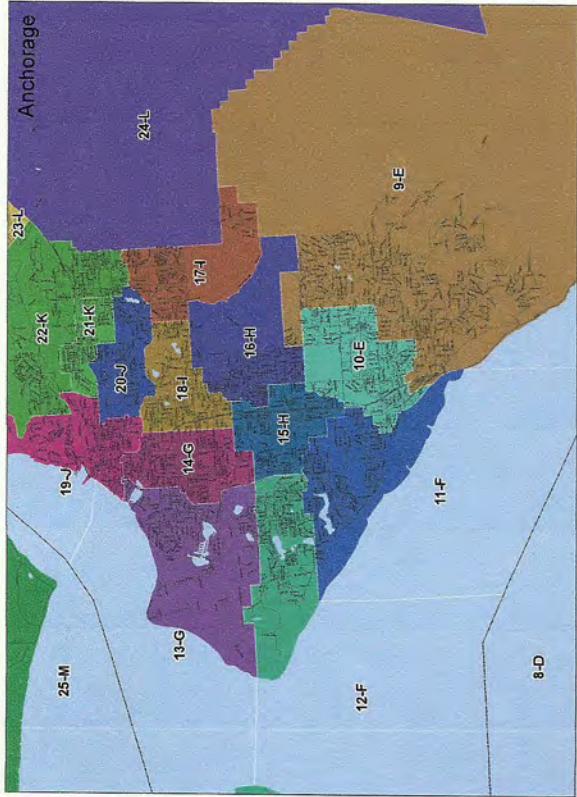 Anchorage
23-L
22-K
25-M
19-J
21-K
20-J
24-L
13-G
18-I
14-G
17-I
16-H
15-H
10-E
12-F
9-E
11-F
8-D